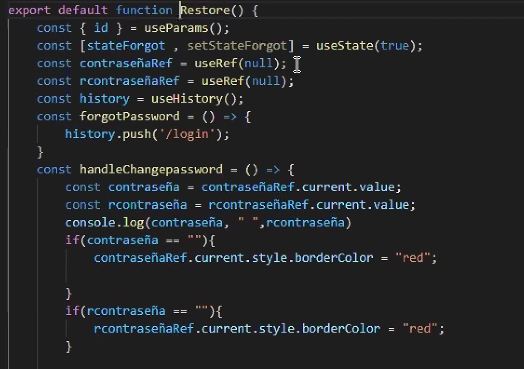 export default function Restore() {
const { id } = useParams();
const [stateForgot , setStateForgot] = useState(true);
const contraseñaRef = useRef(null);
const rcontraseñaRef = useRef(null);
const history = useHistory();
const forgotPassword = () => {
history.push('/login');
}
const handleChangepassword = () => {
const contraseña = contraseñaRef.current.value;
const rcontraseña = rcontraseñaRef.current.value;
console.log(contraseña, " ",rcontraseña)
if(contraseña == ""){
contraseñaRef.current.style.borderColor = "red";
}
if(rcontraseña == ""){
rcontraseñaRef.current.style.borderColor = "red";
}